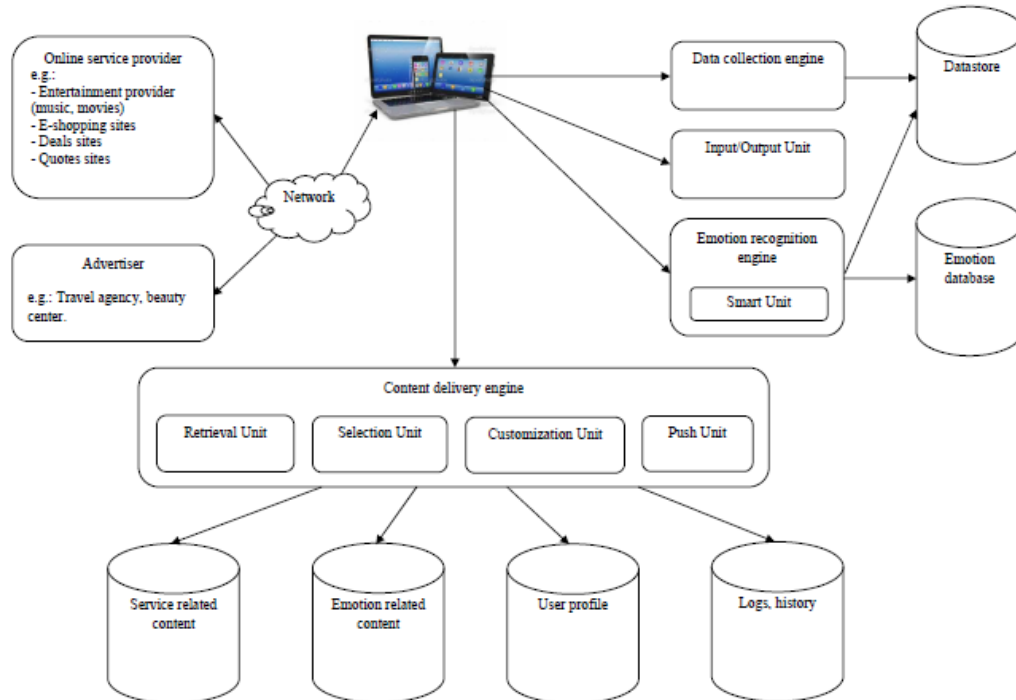 Online service provider
e.g.:
- Entertainment provider
(music, movies)
- E-shopping sites
- Deals sites
- Quotes sites
Data collection engine
Datastore
Input/Output Unit
Network
Emotion recognition
engine
Smart Unit
Emotion
database
Advertiser
e.g.: Travel agency, beauty
center.
Content delivery engine
Retrieval Unit
Selection Unit
Customization Unit
Push Unit
Service related
content
Emotion related
content
User profile
Logs, history